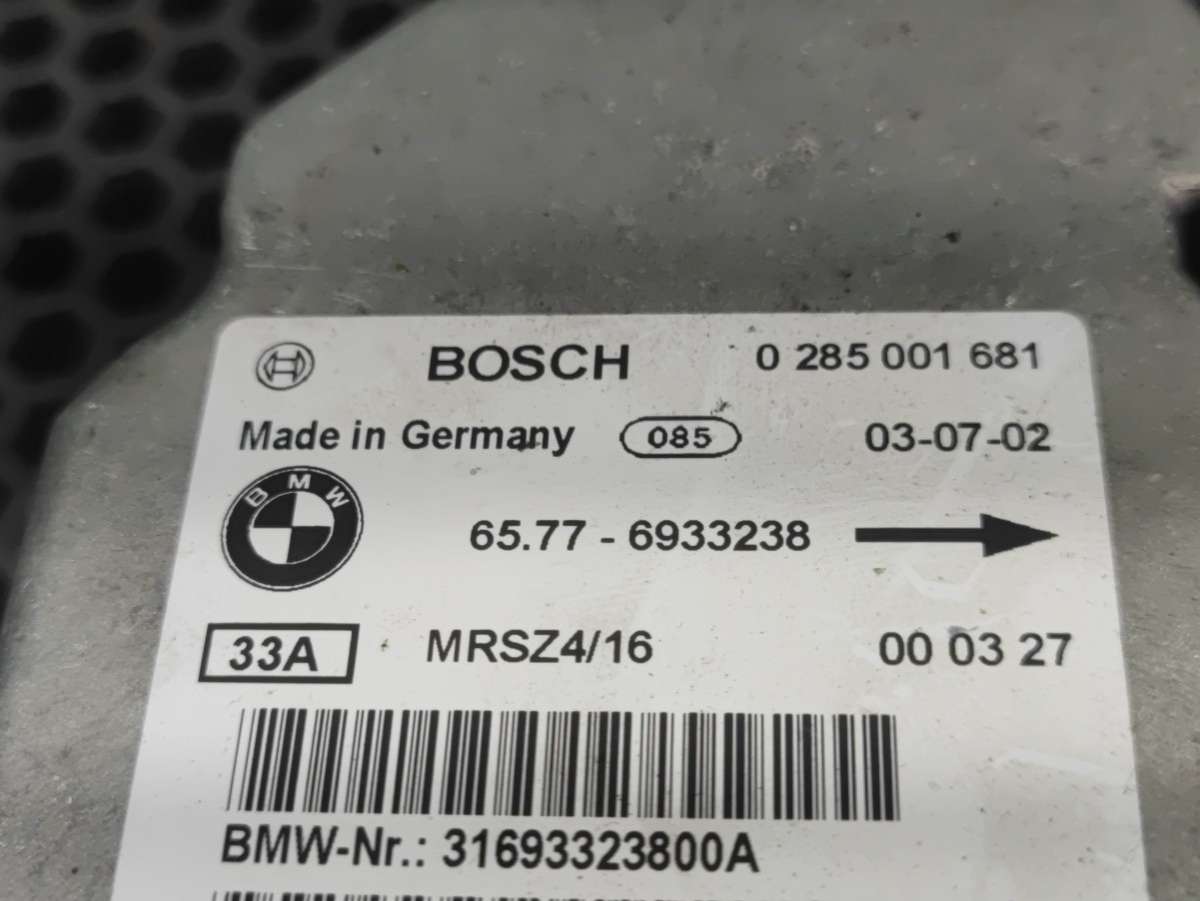 BOSCH 0 285 001 681
Made in Germany 085 03-07-02
BMW
65.77 - 6933238
33A MRSZ4/16 00 03 27
BMW-Nr.: 31693323800A